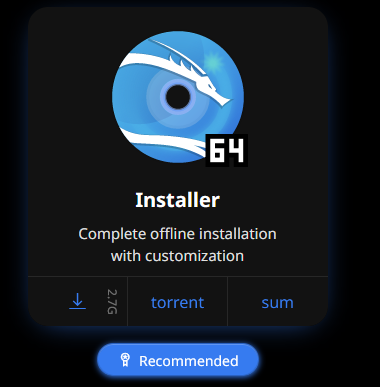 64
Installer
Complete offline installation
with customization
2.7G
torrent
sum
Recommended